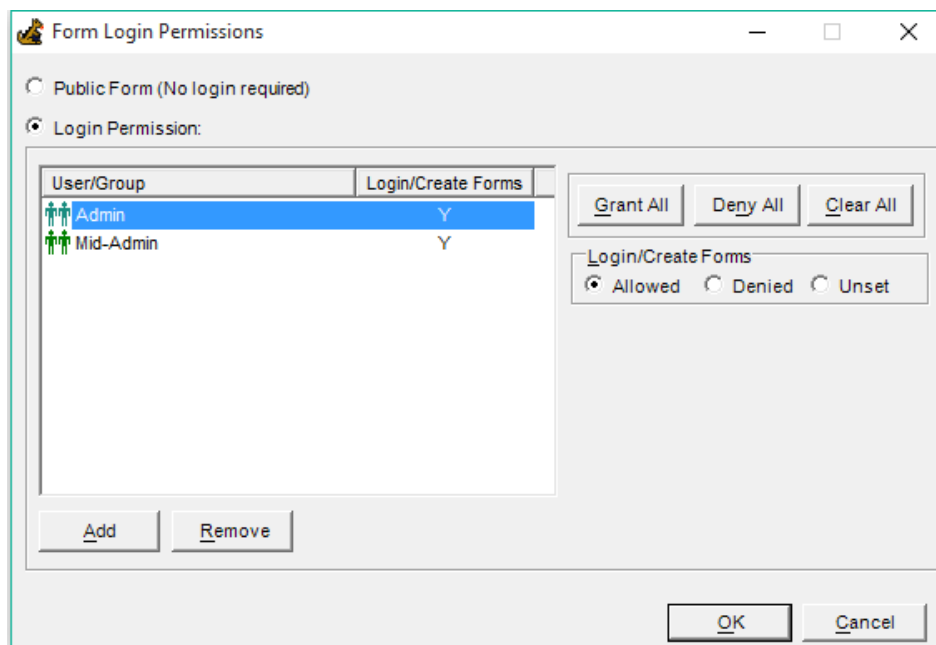 Form Login Permissions
Public Form (No login required)
Login Permission:
User/Group Login/Create Forms
Admin Y
Mid-Admin Y
Grant All Deny All Clear All
Login/Create Forms
Allowed Denied Unset
Add Remove
OK Cancel